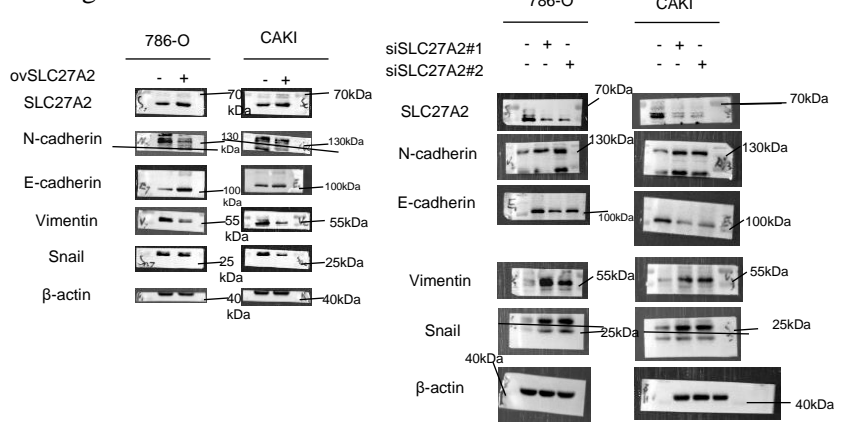 786-O CAKI
ovSLC27A2 - + - +
SLC27A2 70 kDa 70kDa
N-cadherin 130 kDa 130kDa
E-cadherin 100 kDa 100kDa
Vimentin 55 kDa 55kDa
Snail 25 kDa 25kDa
β-actin 40 kDa 40kDa
786-O CAKI
siSLC27A2#1 - + - - + -
siSLC27A2#2 - - + - - +
SLC27A2 70kDa 70kDa
N-cadherin 130kDa 130kDa
E-cadherin 100kDa 100kDa
Vimentin 55kDa 55kDa
Snail 25kDa 25kDa
β-actin 40kDa 40kDa